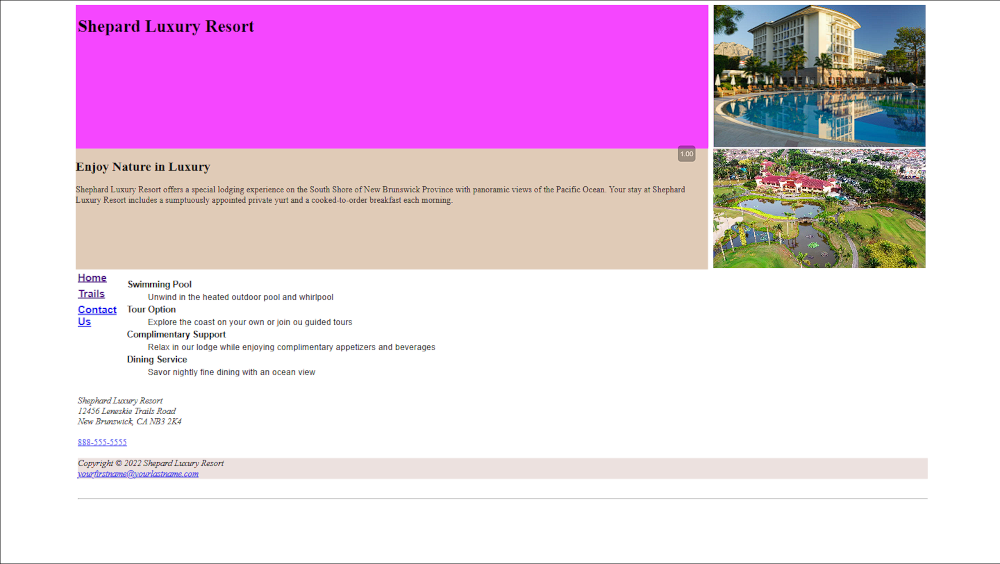 Shepard Luxury Resort
1.00
Enjoy Nature in Luxury
Shephard Luxury Resort offers a special lodging experience on the South Shore of New Brunswick Province with panoramic views of the Pacific Ocean. Your stay at Shephard
Luxury Resort includes a sumptuously appointed private yurt and a cooked-to-order breakfast each morning.
Home
Trails
Contact
Us
Swimming Pool
Unwind in the heated outdoor pool and whirlpool
Tour Option
Explore the coast on your own or join ou guided tours
Complimentary Support
Relax in our lodge while enjoying complimentary appetizers and beverages
Dining Service
Savor nightly fine dining with an ocean view
Shephard Luxury Resort
12456 Leneskie Trails Road
New Brunzwick, CA NB3 2K4
888-555-5555
Copyright © 2022 Shepard Luxury Resort
yourfirstname@yourlastname.com